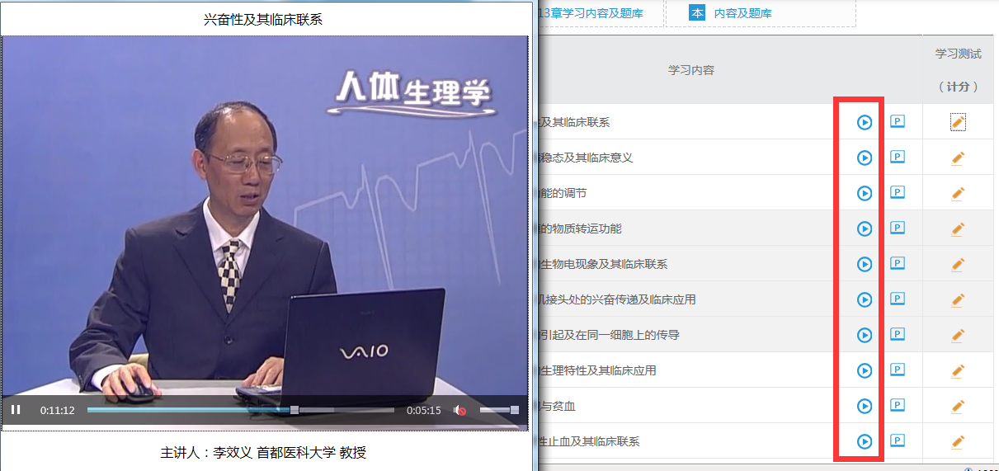 兴奋性及其临床联系
人体生理学
VAIO
0:11:12
0:05:15
主讲人：李效义 首都医科大学 教授
13章学习内容及题库
本 内容及题库
学习内容
学习测试
（计分）
及其临床联系
P
稳态及其临床意义
P
能的调节
P
的物质转运功能
P
生物电现象及其临床联系
P
接头处的兴奋传递及临床应用
P
引起及在同一细胞上的传导
P
生理特性及其临床应用
P
与贫血
P
性止血及其临床联系
P